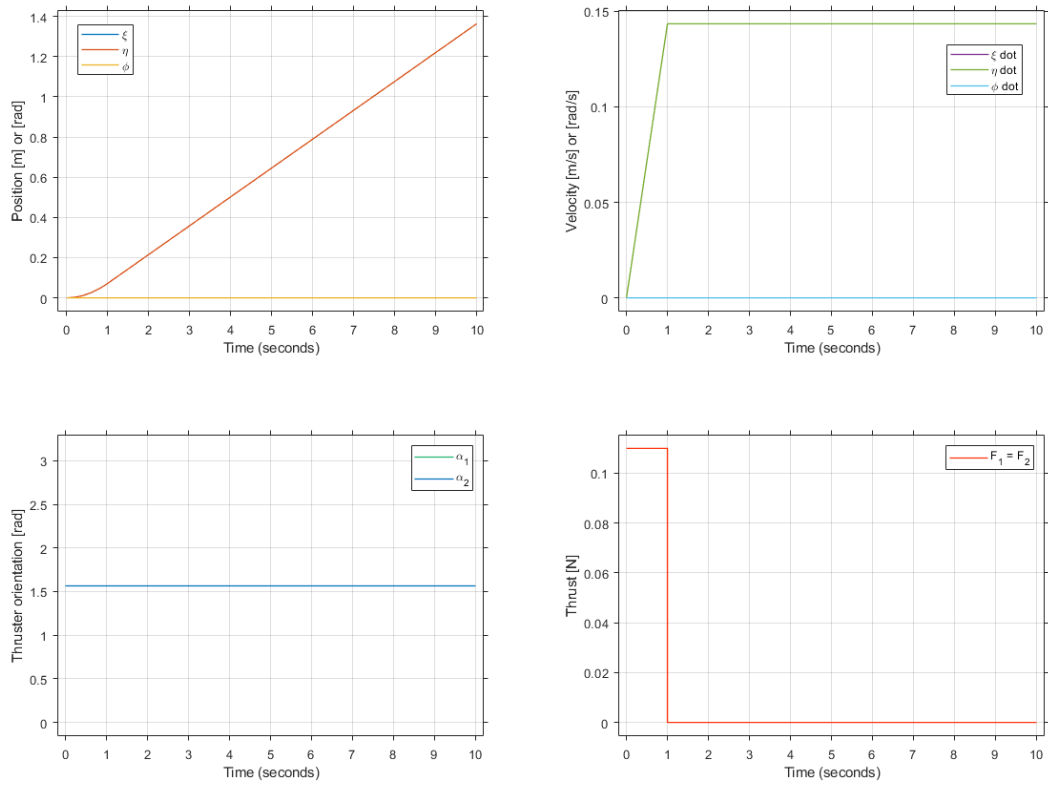 1.4
1.2
1
0.8
0.6
0.4
0.2
0
Position [m] or [rad]
ξ
η
ϕ
0 1 2 3 4 5 6 7 8 9 10
Time (seconds)
0.15
0.1
0.05
0
Velocity [m/s] or [rad/s]
ξ dot
η dot
ϕ dot
0 1 2 3 4 5 6 7 8 9 10
Time (seconds)
3
2.5
2
1.5
1
0.5
0
Thruster orientation [rad]
α1
α2
0 1 2 3 4 5 6 7 8 9 10
Time (seconds)
0.1
0.08
0.06
0.04
0.02
0
Thrust [N]
F1 = F2
0 1 2 3 4 5 6 7 8 9 10
Time (seconds)